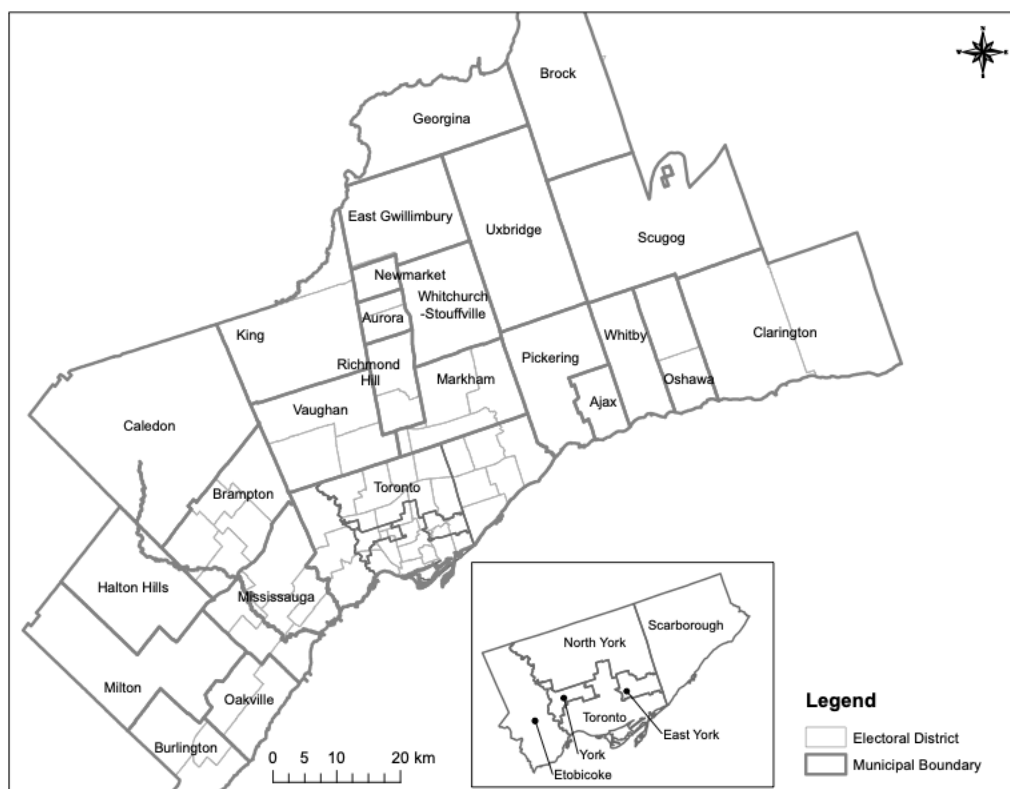 Brock
Georgina
East Gwillimbury
Uxbridge
Scugog
Newmarket
Whitchurch
-Stouffville
Aurora
King
Richmond
Hill
Pickering
Whitby
Clarington
Markham
Oshawa
Ajax
Vaughan
Caledon
Brampton
Toronto
Halton Hills
Mississauga
Milton
Oakville
Burlington
0 5 10 20 km
North York
Scarborough
Toronto
East York
York
Etobicoke
Legend
Electoral District
Municipal Boundary